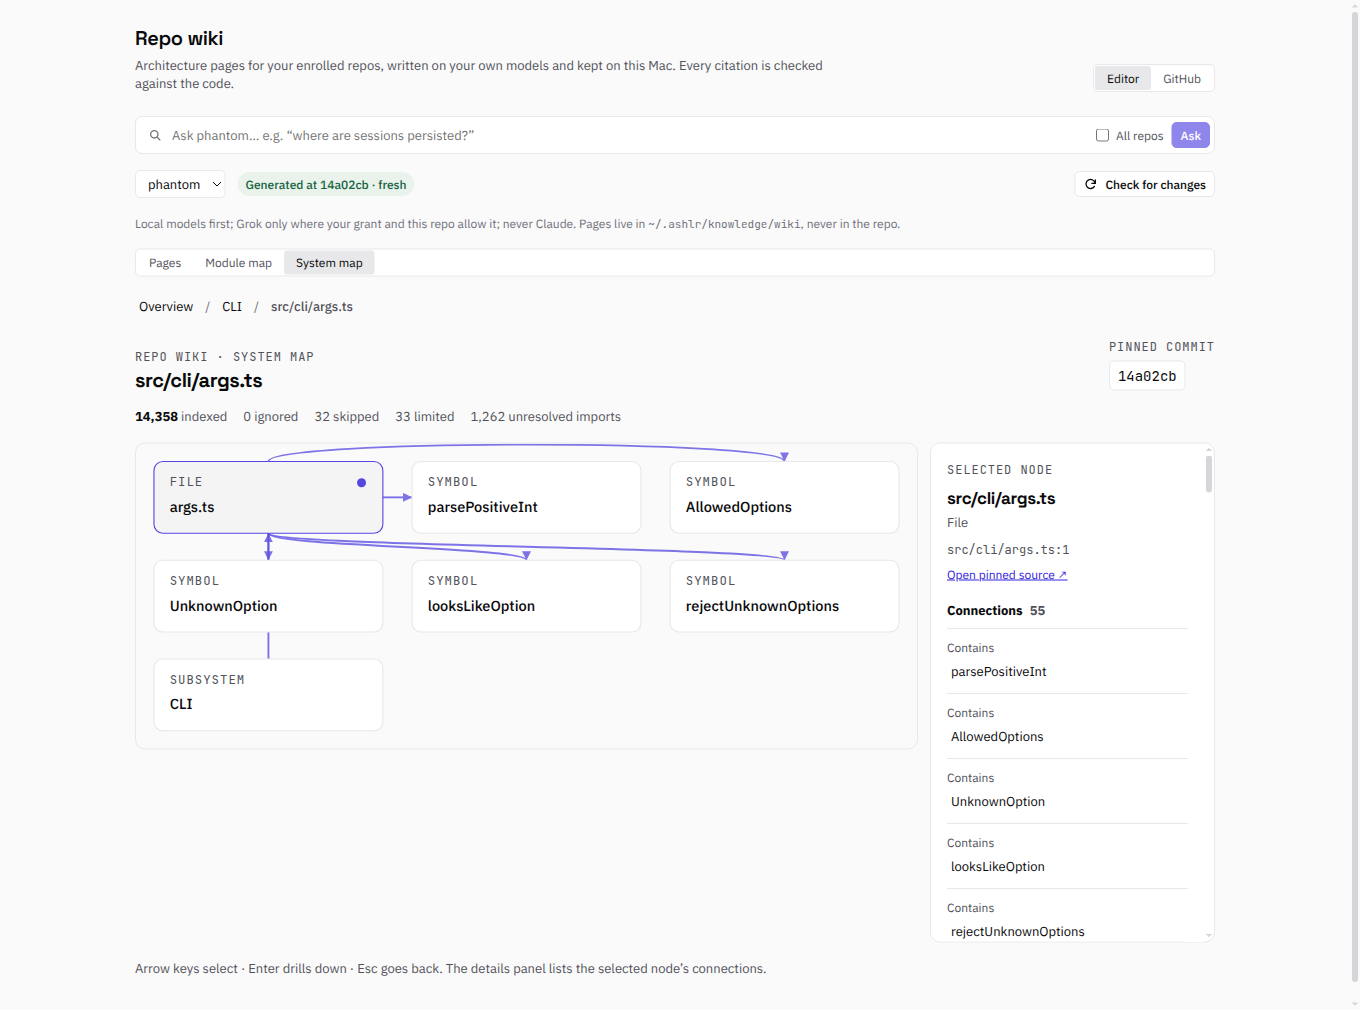 Repo wiki
Architecture pages for your enrolled repos, written on your own models and kept on this Mac. Every citation is checked
against the code.
Editor
GitHub
Ask phantom… e.g. “where are sessions persisted?”
All repos
Ask
phantom
Generated at 14a02cb · fresh
Check for changes
Local models first; Grok only where your grant and this repo allow it; never Claude. Pages live in ~/.ashlr/knowledge/wiki, never in the repo.
Pages
Module map
System map
Overview / CLI / src/cli/args.ts
REPO WIKI · SYSTEM MAP
src/cli/args.ts
PINNED COMMIT
14a02cb
14,358 indexed 0 ignored 32 skipped 33 limited 1,262 unresolved imports
FILE
args.ts
SYMBOL
parsePositiveInt
SYMBOL
AllowedOptions
SYMBOL
UnknownOption
SYMBOL
looksLikeOption
SYMBOL
rejectUnknownOptions
SUBSYSTEM
CLI
SELECTED NODE
src/cli/args.ts
File
src/cli/args.ts:1
Open pinned source ↗
Connections 55
Contains
parsePositiveInt
Contains
AllowedOptions
Contains
UnknownOption
Contains
looksLikeOption
Contains
rejectUnknownOptions
Arrow keys select · Enter drills down · Esc goes back. The details panel lists the selected node’s connections.